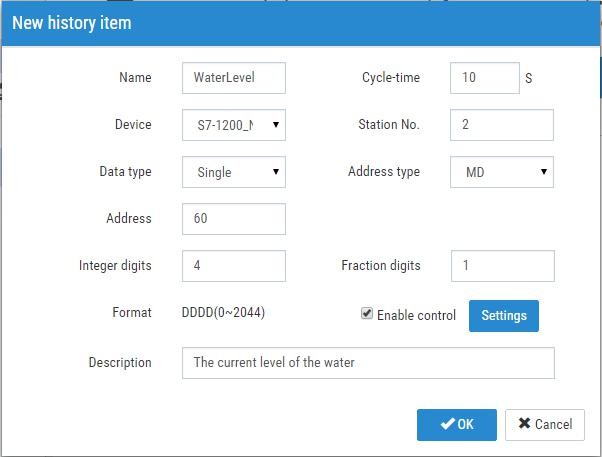 New history item
Name WaterLevel Cycle-time 10 S
Device S7-1200_ Station No. 2
Data type Single Address type MD
Address 60
Integer digits 4 Fraction digits 1
Format DDDD(0~2044) Enable control Settings
Description The current level of the water
OK Cancel